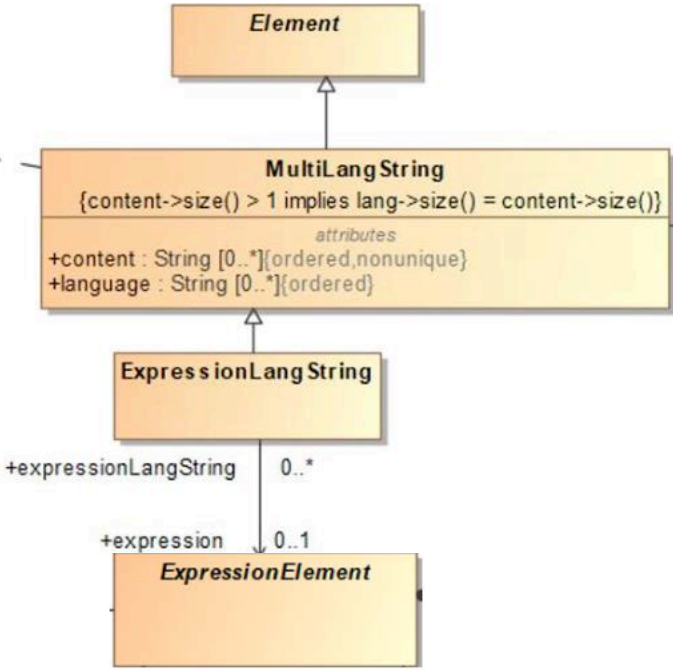 Element
MultiLangString
{content->size() > 1 implies lang->size() = content->size()}
attributes
+content : String [0..*]{ordered,nonunique}
+language : String [0..*]{ordered}
ExpressionLangString
+expressionLangString 0..*
+expression 0..1
ExpressionElement